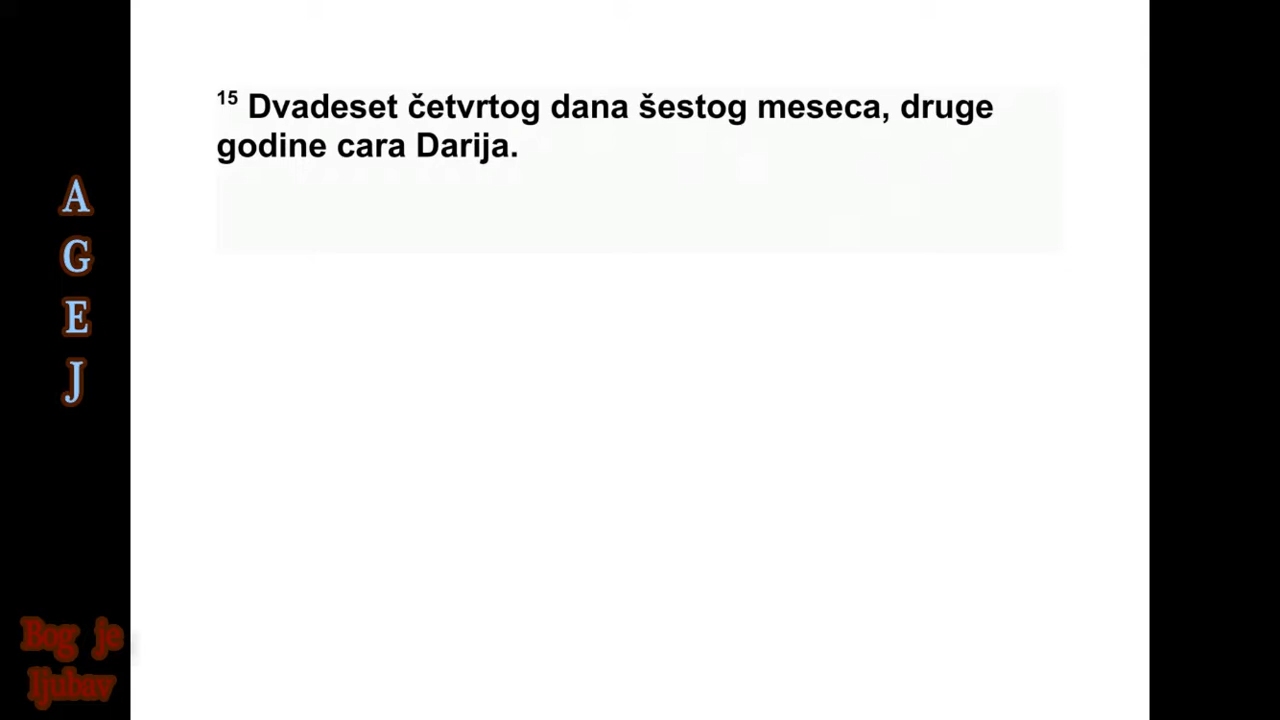 15 Dvadeset četvrtog dana šestog meseca, druge
godine cara Darija.
A
G
E
J
Bog je
ljubav